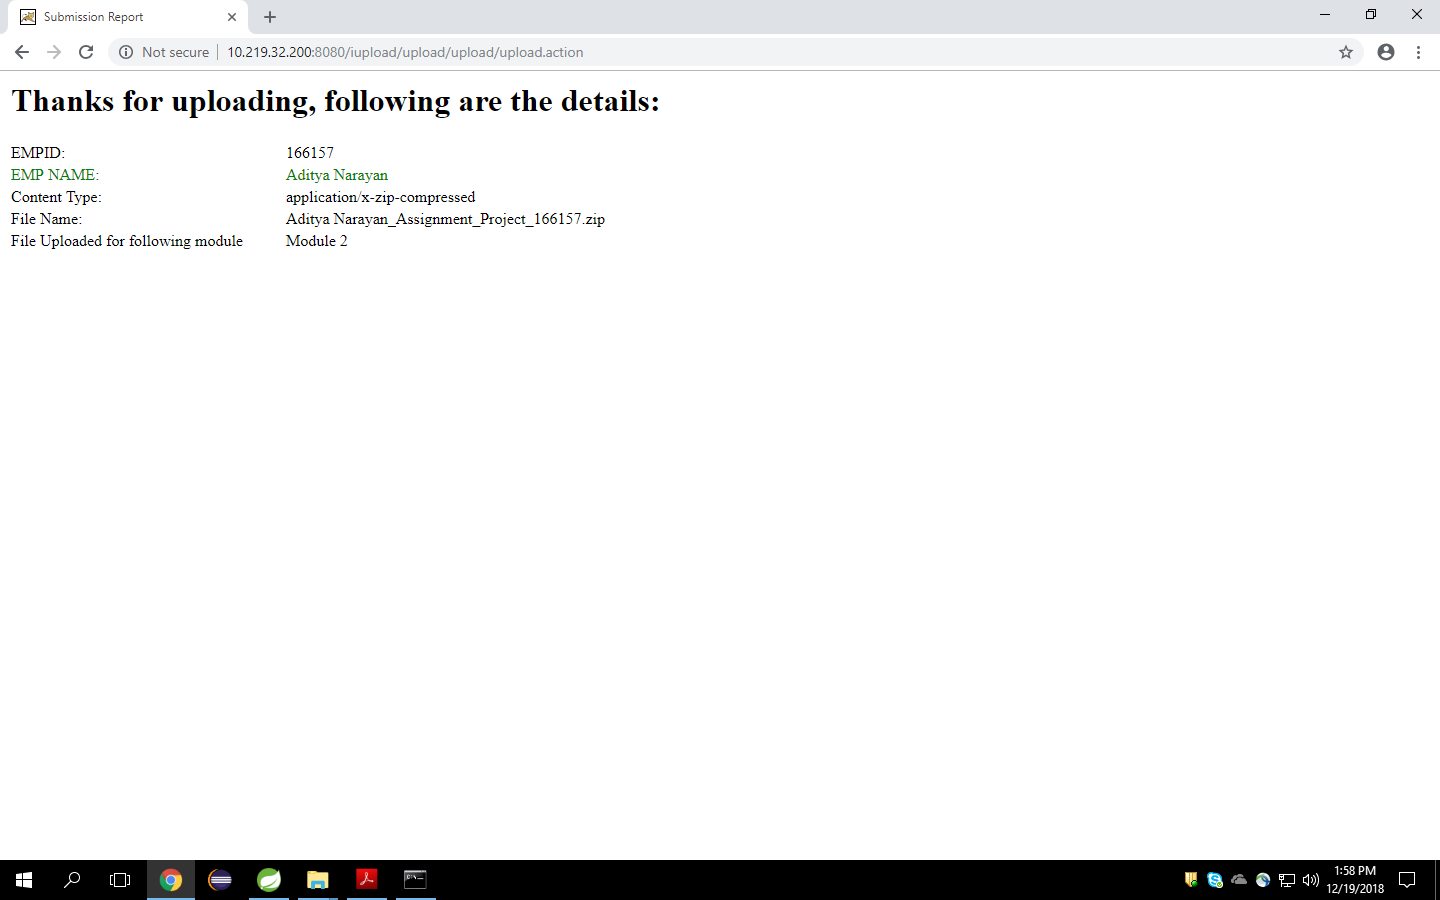 Submission Report
Not secure
10.219.32.200:8080/iupload/upload/upload/upload.action
Thanks for uploading, following are the details:
EMPID: 166157
EMP NAME: Aditya Narayan
Content Type: application/x-zip-compressed
File Name: Aditya Narayan_Assignment_Project_166157.zip
File Uploaded for following module Module 2
1:58 PM
12/19/2018